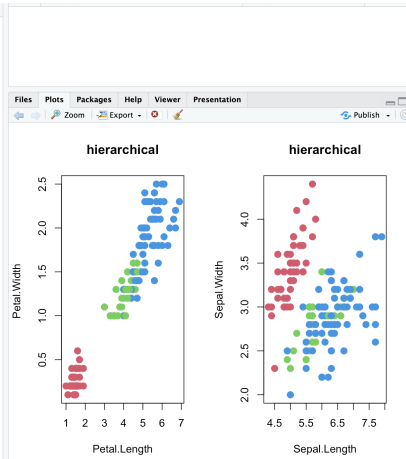 Files Plots Packages Help Viewer Presentation
Zoom Export Publish
hierarchical
Petal.Width
2.5
2.0
1.5
1.0
0.5
1 2 3 4 5 6 7
Petal.Length
hierarchical
Sepal.Width
4.0
3.5
3.0
2.5
2.0
4.5 5.5 6.5 7.5
Sepal.Length